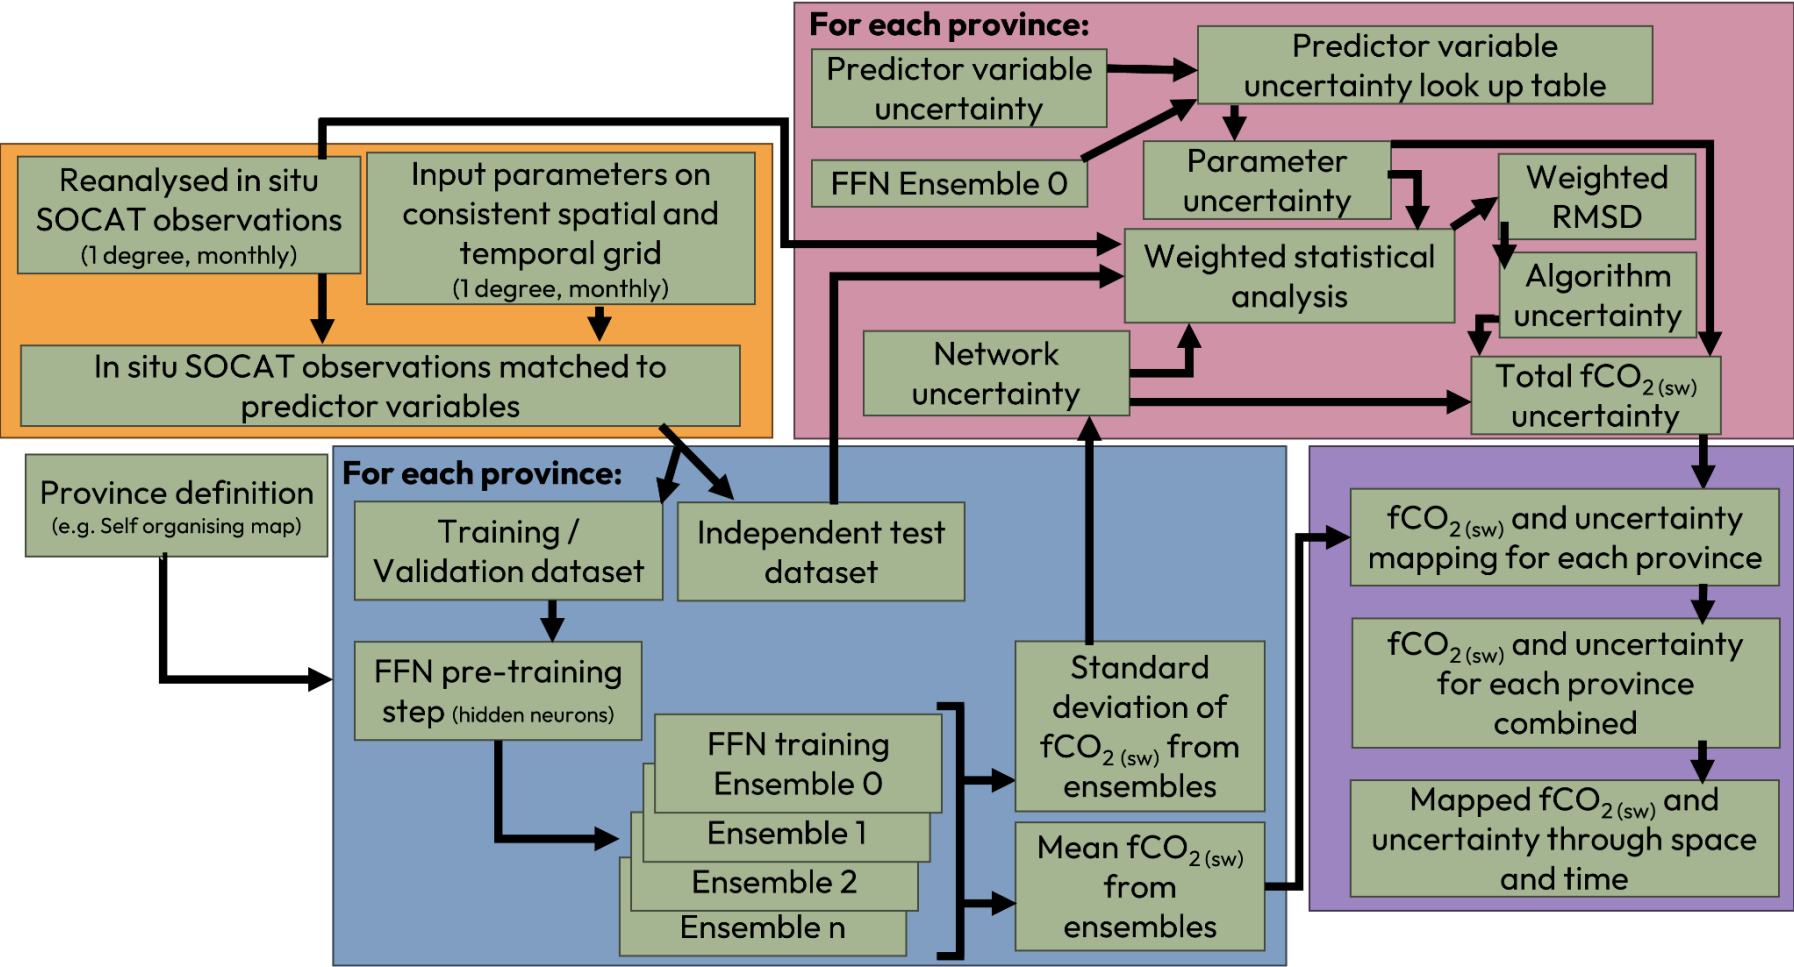 For each province:
Predictor variable
uncertainty
Predictor variable
uncertainty look up table
FFN Ensemble 0
Parameter
uncertainty
Weighted
RMSD
Weighted statistical
analysis
Algorithm
uncertainty
Network
uncertainty
Total fCO₂ (sw)
uncertainty
Reanalysed in situ
SOCAT observations
(1 degree, monthly)
Input parameters on
consistent spatial and
temporal grid
(1 degree, monthly)
In situ SOCAT observations matched to
predictor variables
Province definition
(e.g. Self organising map)
For each province:
Training /
Validation dataset
Independent test
dataset
FFN pre-training
step (hidden neurons)
FFN training
Ensemble 0
Ensemble 1
Ensemble 2
Ensemble n
Standard
deviation of
fCO₂ (sw) from
ensembles
Mean fCO₂ (sw)
from
ensembles
fCO₂ (sw) and uncertainty
mapping for each province
fCO₂ (sw) and uncertainty
for each province
combined
Mapped fCO₂ (sw) and
uncertainty through space
and time